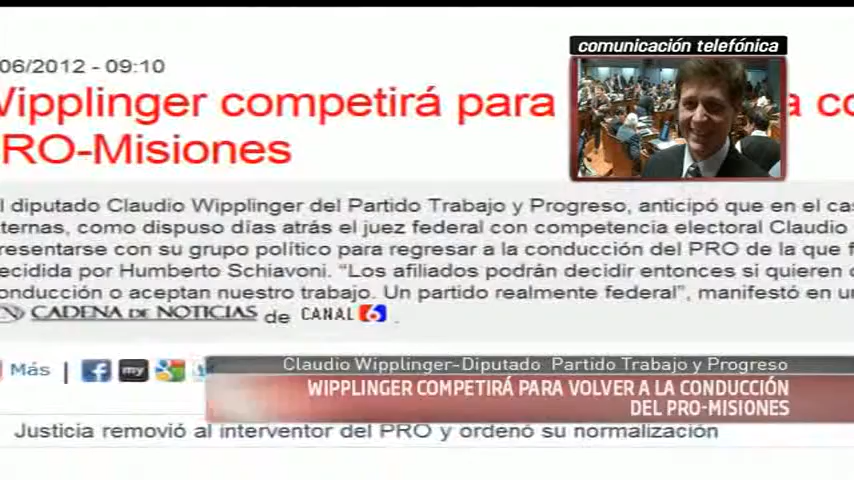 comunicación telefónica
06/2012 - 09:10
Wipplinger competirá para a co
RO-Misiones
l diputado Claudio Wipplinger del Partido Trabajo y Progreso, anticipó que en el cas
ternas, como dispuso días atrás el juez federal con competencia electoral Claudio
resentarse con su grupo político para regresar a la conducción del PRO de la que f
ecidida por Humberto Schiavoni. “Los afiliados podrán decidir entonces si quieren c
onducción o aceptan nuestro trabajo. Un partido realmente federal”, manifestó en un
CADENA DE NOTICIAS de CANAL 6 .
Más |
my
Claudio Wipplinger-Diputado Partido Trabajo y Progreso
WIPPLINGER COMPETIRÁ PARA VOLVER A LA CONDUCCIÓN
DEL PRO-MISIONES
Justicia removió al interventor del PRO y ordenó su normalización